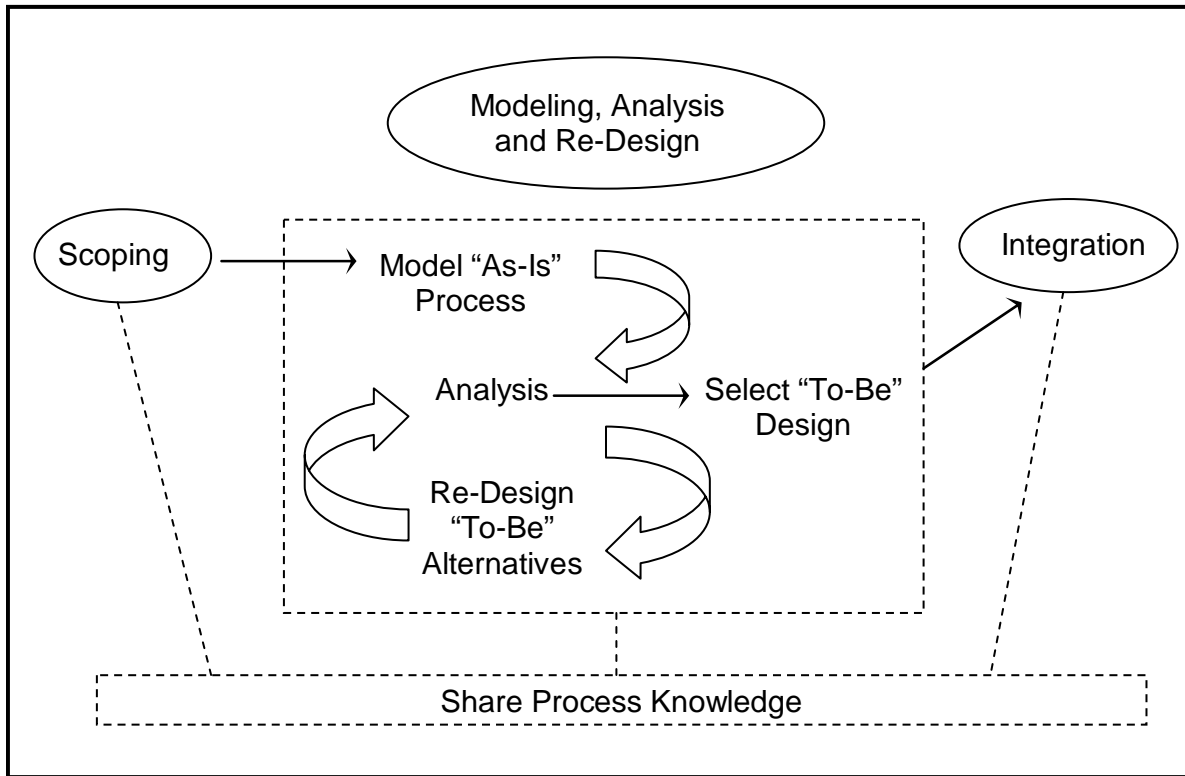 Modeling, Analysis
and Re-Design
Scoping
Integration
Model “As-Is”
Process
Analysis
Select “To-Be”
Design
Re-Design
“To-Be”
Alternatives
Share Process Knowledge